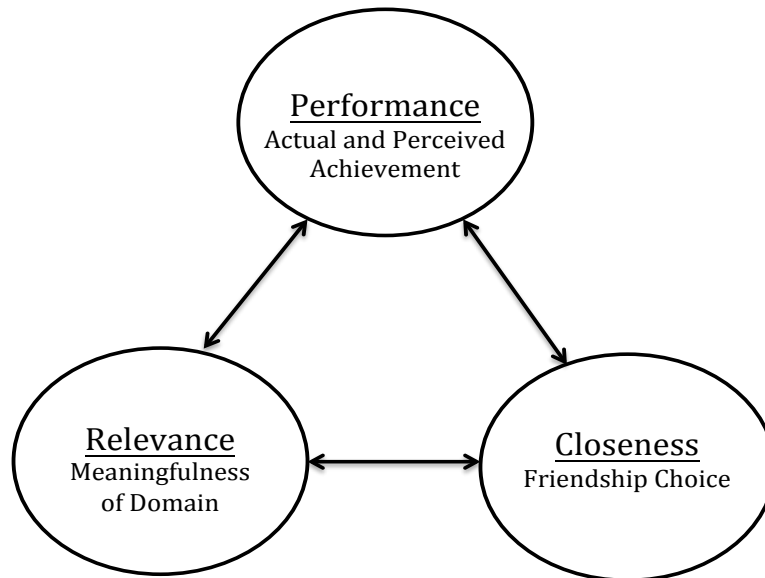 Performance
Actual and Perceived
Achievement
Relevance
Meaningfulness
of Domain
Closeness
Friendship Choice